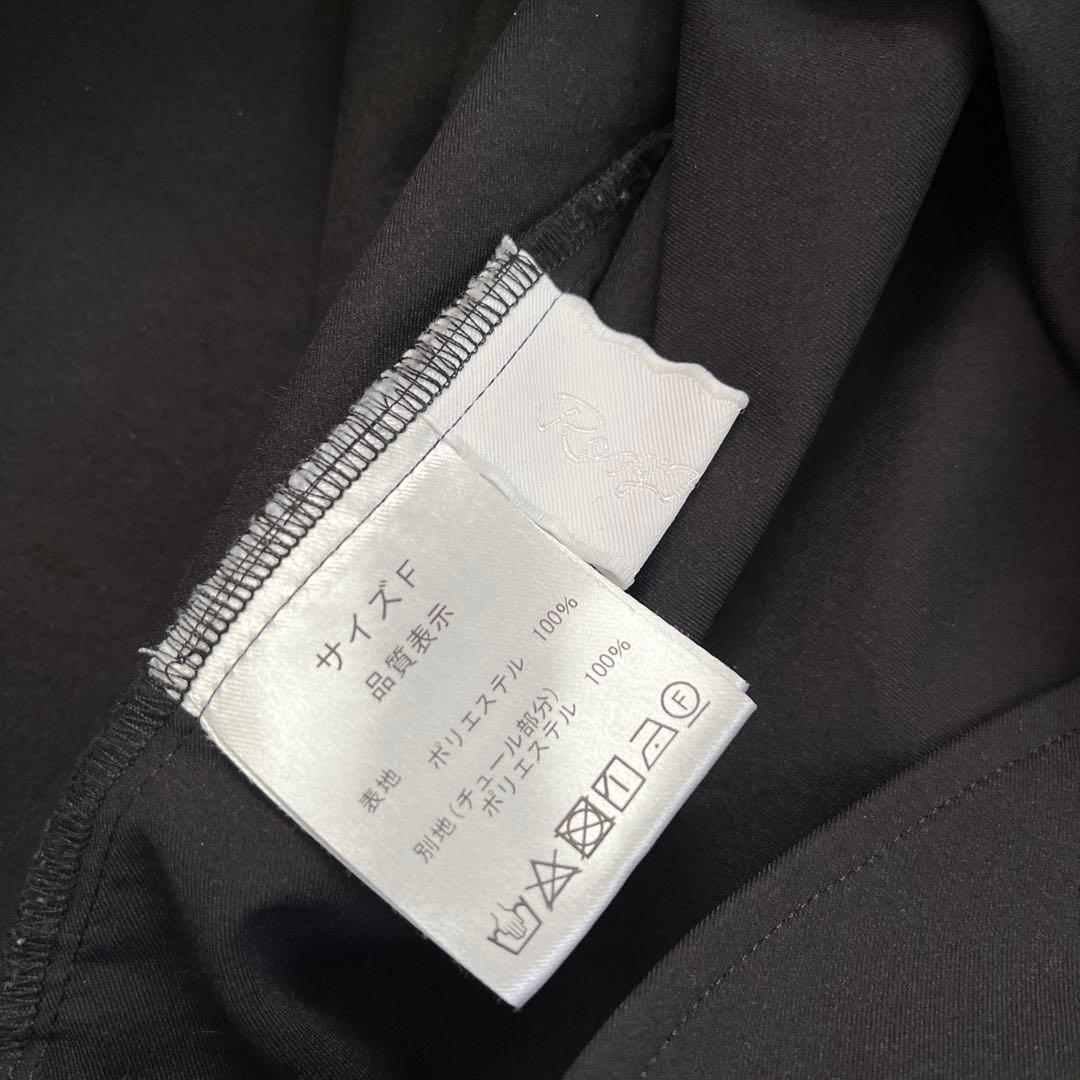 サイズ F
品質表示
表地 ポリエステル 100%
別地(チュール部分)
ポリエステル 100%
F